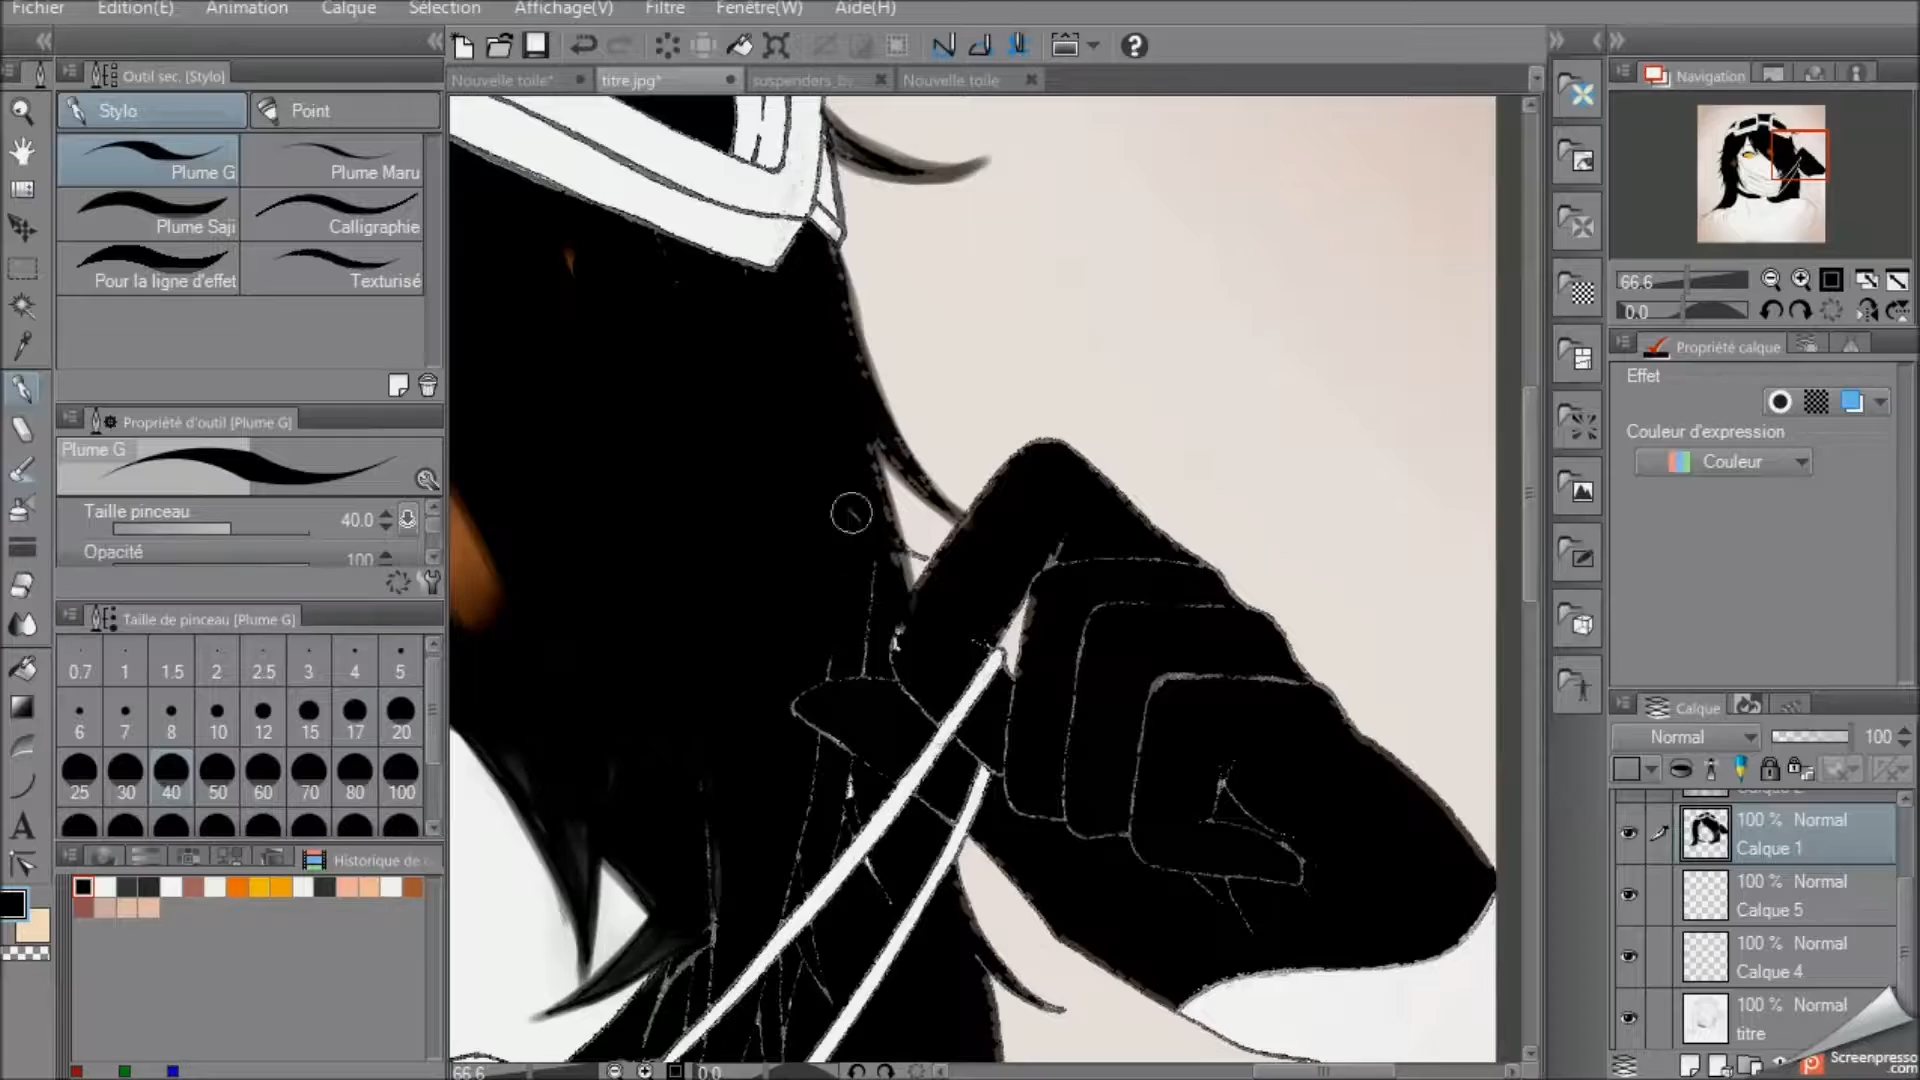 Fichier Edition(E) Animation Calque Sélection Affichage(V) Filtre Fenêtre(W) Aide(H)
Outil sec. [Stylo]
Stylo Point
Plume G Plume Maru
Plume Saji Calligraphie
Pour la ligne d'effet Texturisé
Propriété d'outil [Plume G]
Plume G
Taille pinceau 40.0
Opacité 100
Taille de pinceau [Plume G]
0.7 1 1.5 2 2.5 3 4 5
6 7 8 10 12 15 17 20
25 30 40 50 60 70 80 100
Historique de
Nouvelle toile* titre.jpg* suspenders_by Nouvelle toile
66.6 0.0
Navigation
66.6
0.0
Propriété calque
Effet
Couleur d'expression
Couleur
Calque
Normal 100
100 % Normal
Calque 1
100 % Normal
Calque 5
100 % Normal
Calque 4
100 % Normal
titre
Screenpresso
.com